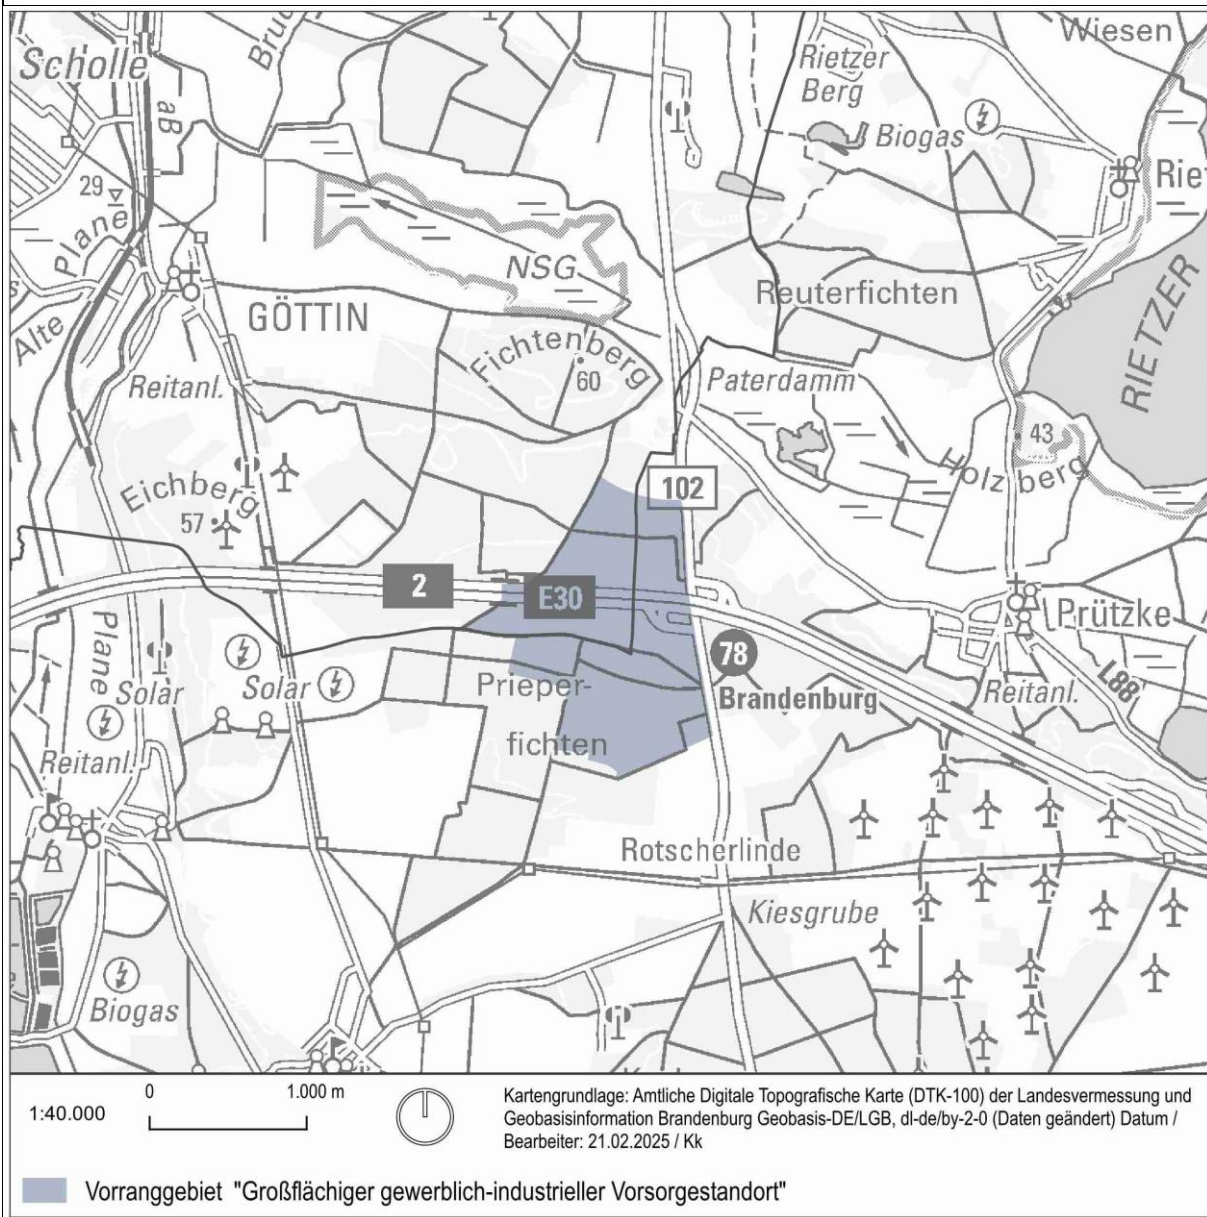 Wiesen
Bruc
Scholle
Rietzer
Berg
aB
Biogas
29
Riet
Plane
NSG
GÖTTIN
Reuterfichten
RIETZER
Alte
Fichtenberg
60
Reitanl.
Paterdamm
43
Holzberg
102
Eichberg
57
2
E30
Prützke
Plane
78
L88
Solar
Solar
Prieper-
Brandenburg
Reitanl.
fichten
Reitanl.
Rotscherlinde
Kiesgrube
Biogas
0
1.000 m
1:40.000
Kartengrundlage: Amtliche Digitale Topografische Karte (DTK-100) der Landesvermessung und
Geobasisinformation Brandenburg Geobasis-DE/LGB, dl-de/by-2-0 (Daten geändert) Datum /
Bearbeiter: 21.02.2025 / Kk
Vorranggebiet "Großflächiger gewerblich-industrieller Vorsorgestandort"